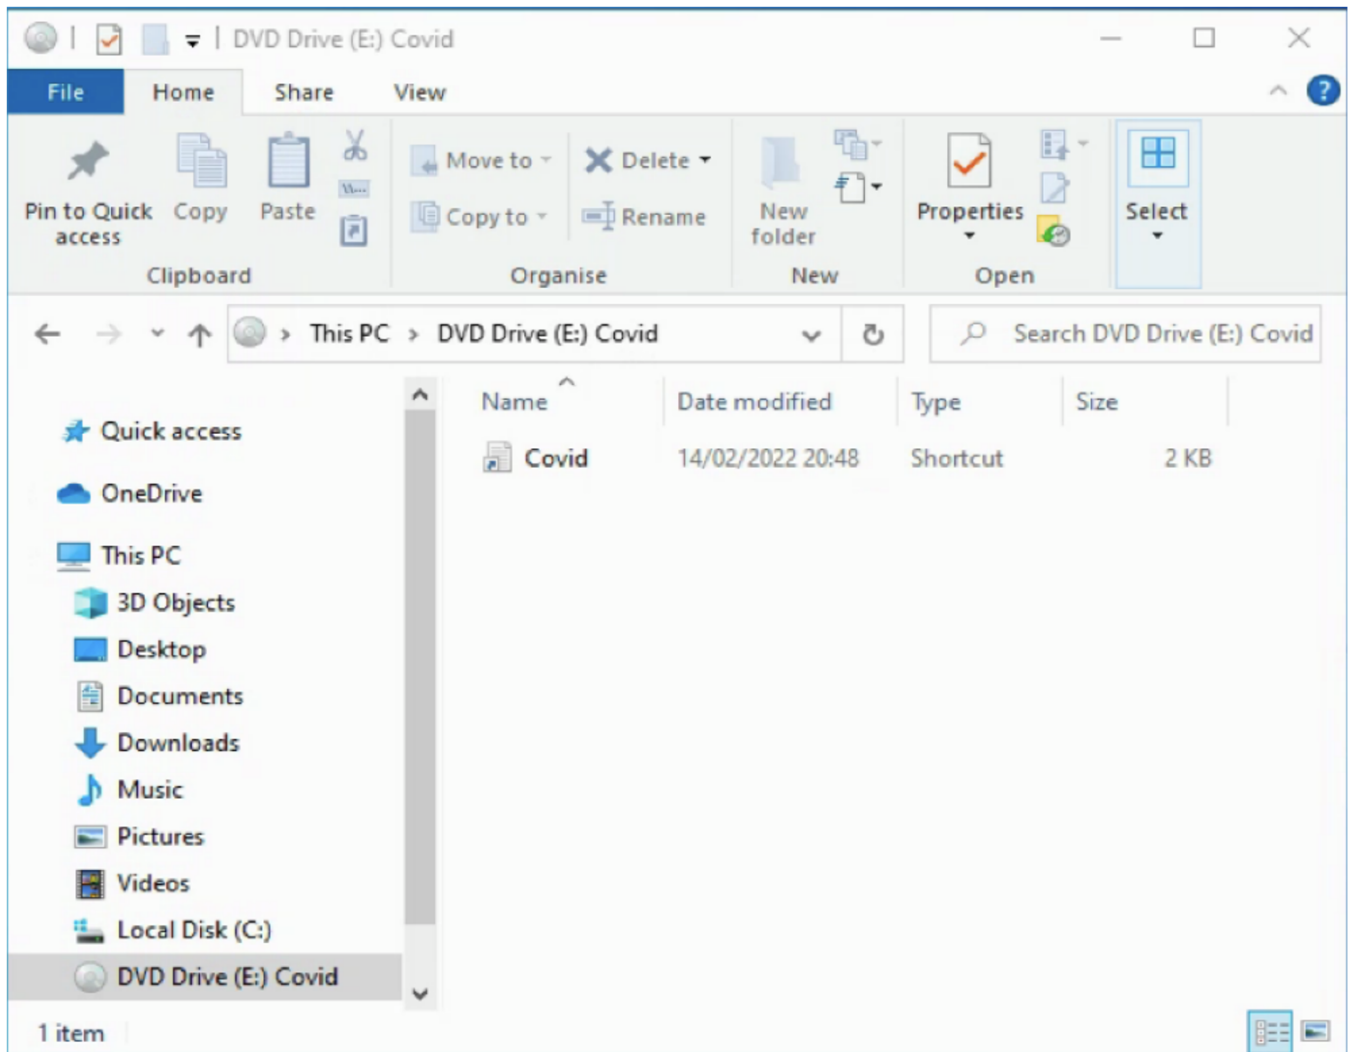 DVD Drive (E:) Covid
File Home Share View
Pin to Quick access
Copy
Paste
Move to
Copy to
Delete
Rename
New folder
Properties
Select
Clipboard
Organise
New
Open
This PC > DVD Drive (E:) Covid
Search DVD Drive (E:) Covid
Name Date modified Type Size
Covid 14/02/2022 20:48 Shortcut 2 KB
Quick access
OneDrive
This PC
3D Objects
Desktop
Documents
Downloads
Music
Pictures
Videos
Local Disk (C:)
DVD Drive (E:) Covid
1 item